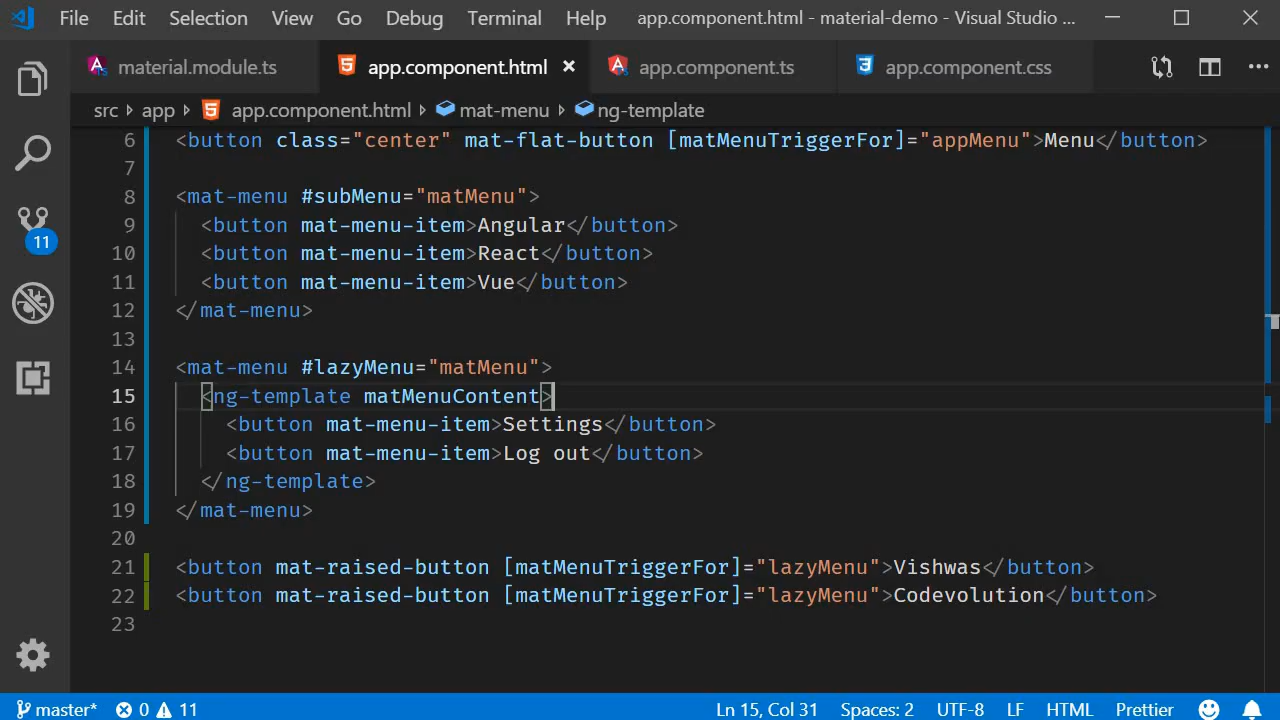 File Edit Selection View Go Debug Terminal Help app.component.html - material-demo - Visual Studio ...
material.module.ts app.component.html app.component.ts app.component.css
src app app.component.html mat-menu ng-template
6 <button class="center" mat-flat-button [matMenuTriggerFor]="appMenu">Menu</button>
7
8 <mat-menu #subMenu="matMenu">
9 <button mat-menu-item>Angular</button>
10 <button mat-menu-item>React</button>
11 <button mat-menu-item>Vue</button>
12 </mat-menu>
13
14 <mat-menu #lazyMenu="matMenu">
15 <ng-template matMenuContent>
16 <button mat-menu-item>Settings</button>
17 <button mat-menu-item>Log out</button>
18 </ng-template>
19 </mat-menu>
20
21 <button mat-raised-button [matMenuTriggerFor]="lazyMenu">Vishwas</button>
22 <button mat-raised-button [matMenuTriggerFor]="lazyMenu">Codevolution</button>
23
11
master* 0 11 Ln 15, Col 31 Spaces: 2 UTF-8 LF HTML Prettier